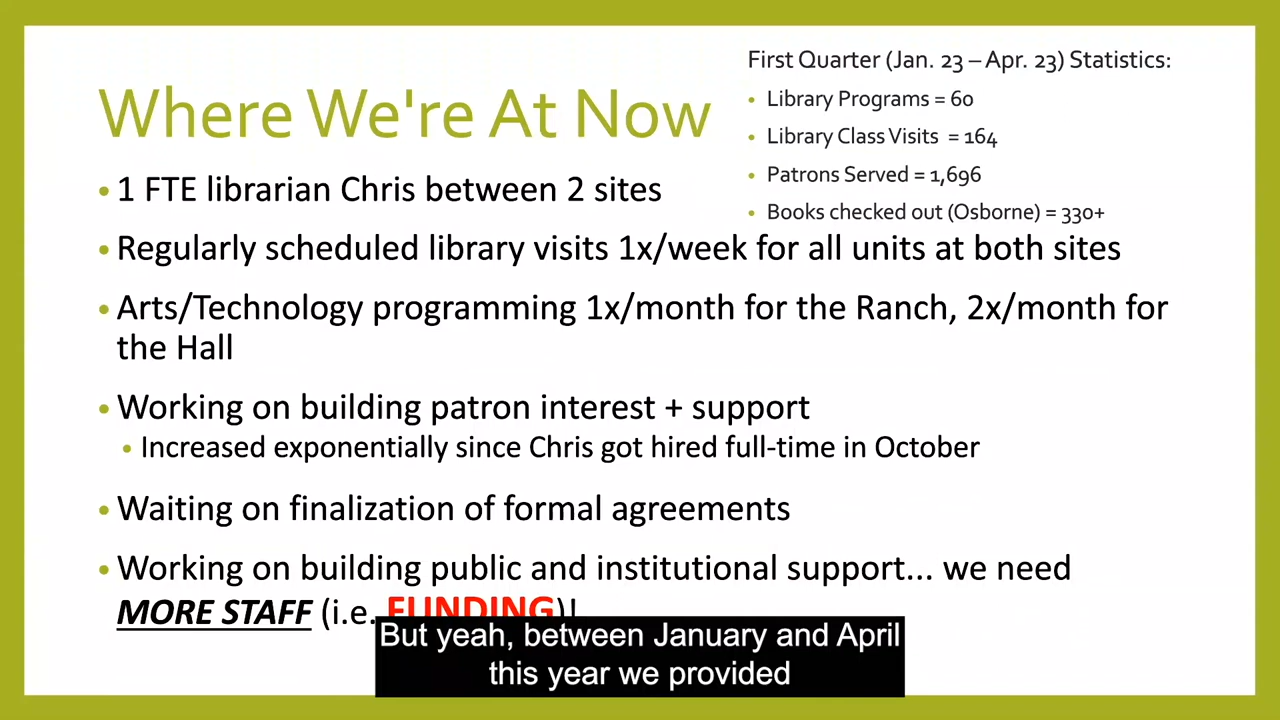 Where We're At Now
First Quarter (Jan. 23 – Apr. 23) Statistics:
• Library Programs = 60
• Library Class Visits = 164
• Patrons Served = 1,696
• Books checked out (Osborne) = 330+
• 1 FTE librarian Chris between 2 sites
• Regularly scheduled library visits 1x/week for all units at both sites
• Arts/Technology programming 1x/month for the Ranch, 2x/month for
the Hall
• Working on building patron interest + support
• Increased exponentially since Chris got hired full-time in October
• Waiting on finalization of formal agreements
• Working on building public and institutional support... we need
MORE STAFF (i.e. FUNDING)!
But yeah, between January and April
this year we provided